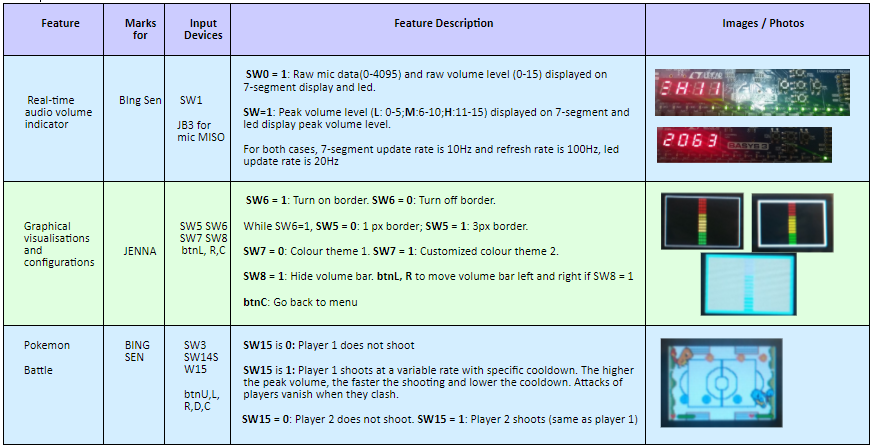 Feature
Marks for
Input Devices
Feature Description
Images / Photos
Real-time
audio volume
indicator
BIng Sen
SW1
JB3 for
mic MISO
SW0 = 1: Raw mic data(0-4095) and raw volume level (0-15) displayed on
7-segment display and led.
SW=1: Peak volume level (L: 0-5;M:6-10;H:11-15) displayed on 7-segment and
led display peak volume level.
For both cases, 7-segment update rate is 10Hz and refresh rate is 100Hz, led
update rate is 20Hz
2063
BASYS 3
Graphical
visualisations
and
configurations
JENNA
SW5 SW6
SW7 SW8
btnL, R,C
SW6 = 1: Turn on border. SW6 = 0: Turn off border.
While SW6=1, SW5 = 0: 1 px border; SW5 = 1: 3px border.
SW7 = 0: Colour theme 1. SW7 = 1: Customized colour theme 2.
SW8 = 1: Hide volume bar. btnL, R to move volume bar left and right if SW8 = 1
btnC: Go back to menu
Pokemon
Battle
BING
SEN
SW3
SW14S
W15
btnU,L,
R,D,C
SW15 is 0: Player 1 does not shoot
SW15 is 1: Player 1 shoots at a variable rate with specific cooldown. The higher
the peak volume, the faster the shooting and lower the cooldown. Attacks of
players vanish when they clash.
SW15 = 0: Player 2 does not shoot. SW15 = 1: Player 2 shoots (same as player 1)